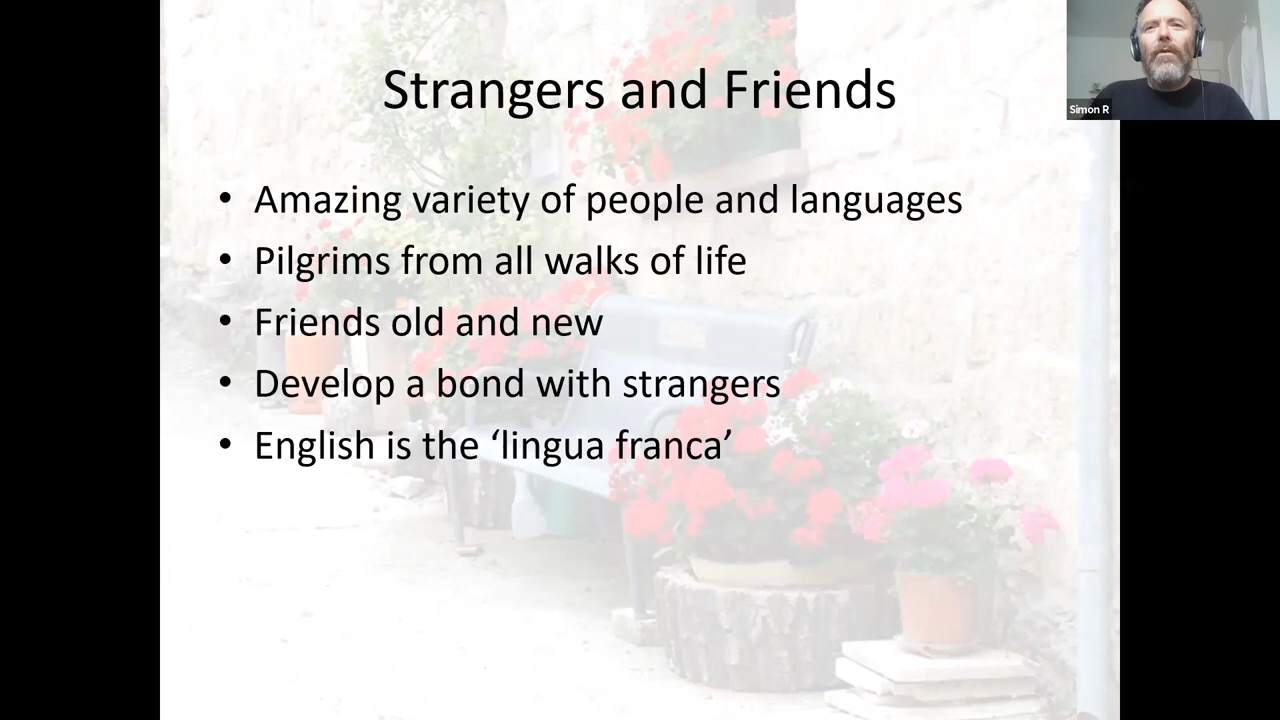 Strangers and Friends
Simon R
• Amazing variety of people and languages
• Pilgrims from all walks of life
• Friends old and new
• Develop a bond with strangers
• English is the ‘lingua franca’